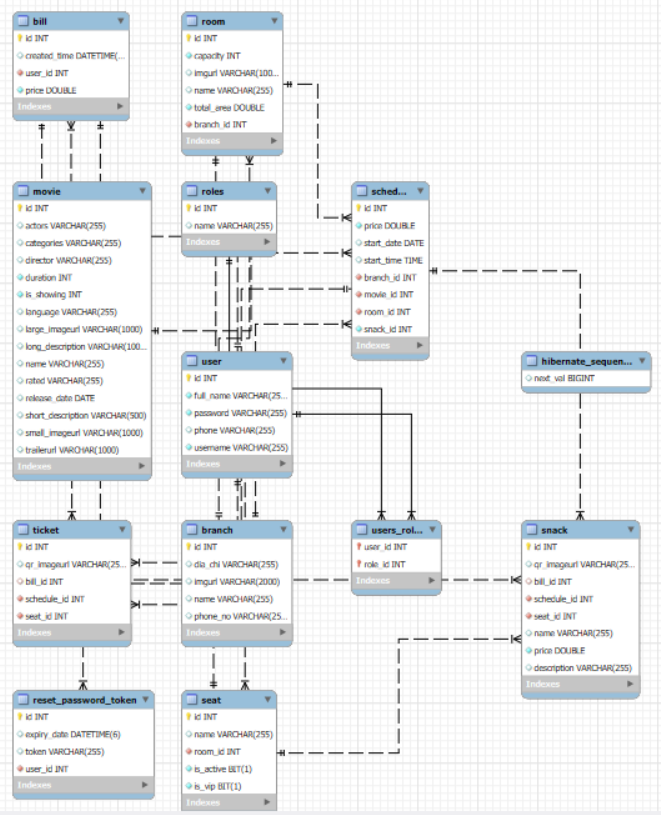 bill
id INT
created_time DATETIME(...
user_id INT
price DOUBLE
Indexes
room
id INT
capacity INT
imgurl VARCHAR(100...
name VARCHAR(255)
total_area DOUBLE
branch_id INT
Indexes
movie
id INT
actors VARCHAR(255)
categories VARCHAR(255)
director VARCHAR(255)
duration INT
is_showing INT
language VARCHAR(255)
large_imageurl VARCHAR(1000)
long_description VARCHAR(100...
name VARCHAR(255)
rated VARCHAR(255)
release_date DATE
short_description VARCHAR(500)
small_imageurl VARCHAR(1000)
trailerurl VARCHAR(1000)
Indexes
roles
id INT
name VARCHAR(255)
Indexes
sched...
id INT
price DOUBLE
start_date DATE
start_time TIME
branch_id INT
movie_id INT
room_id INT
snack_id INT
Indexes
user
id INT
full_name VARCHAR(25...
password VARCHAR(255)
phone VARCHAR(255)
username VARCHAR(255)
Indexes
hibernate_sequen...
next_val BIGINT
ticket
id INT
qr_imageurl VARCHAR(25...
bill_id INT
schedule_id INT
seat_id INT
Indexes
branch
id INT
dia_chi VARCHAR(255)
imgurl VARCHAR(2000)
name VARCHAR(255)
phone_no VARCHAR(25...
Indexes
users_rol...
user_id INT
role_id INT
Indexes
snack
id INT
qr_imageurl VARCHAR(25...
bill_id INT
schedule_id INT
seat_id INT
name VARCHAR(255)
price DOUBLE
description VARCHAR(255)
Indexes
reset_password_token
id INT
expiry_date DATETIME(6)
token VARCHAR(255)
user_id INT
Indexes
seat
id INT
name VARCHAR(255)
room_id INT
is_active BIT(1)
is_vip BIT(1)
Indexes